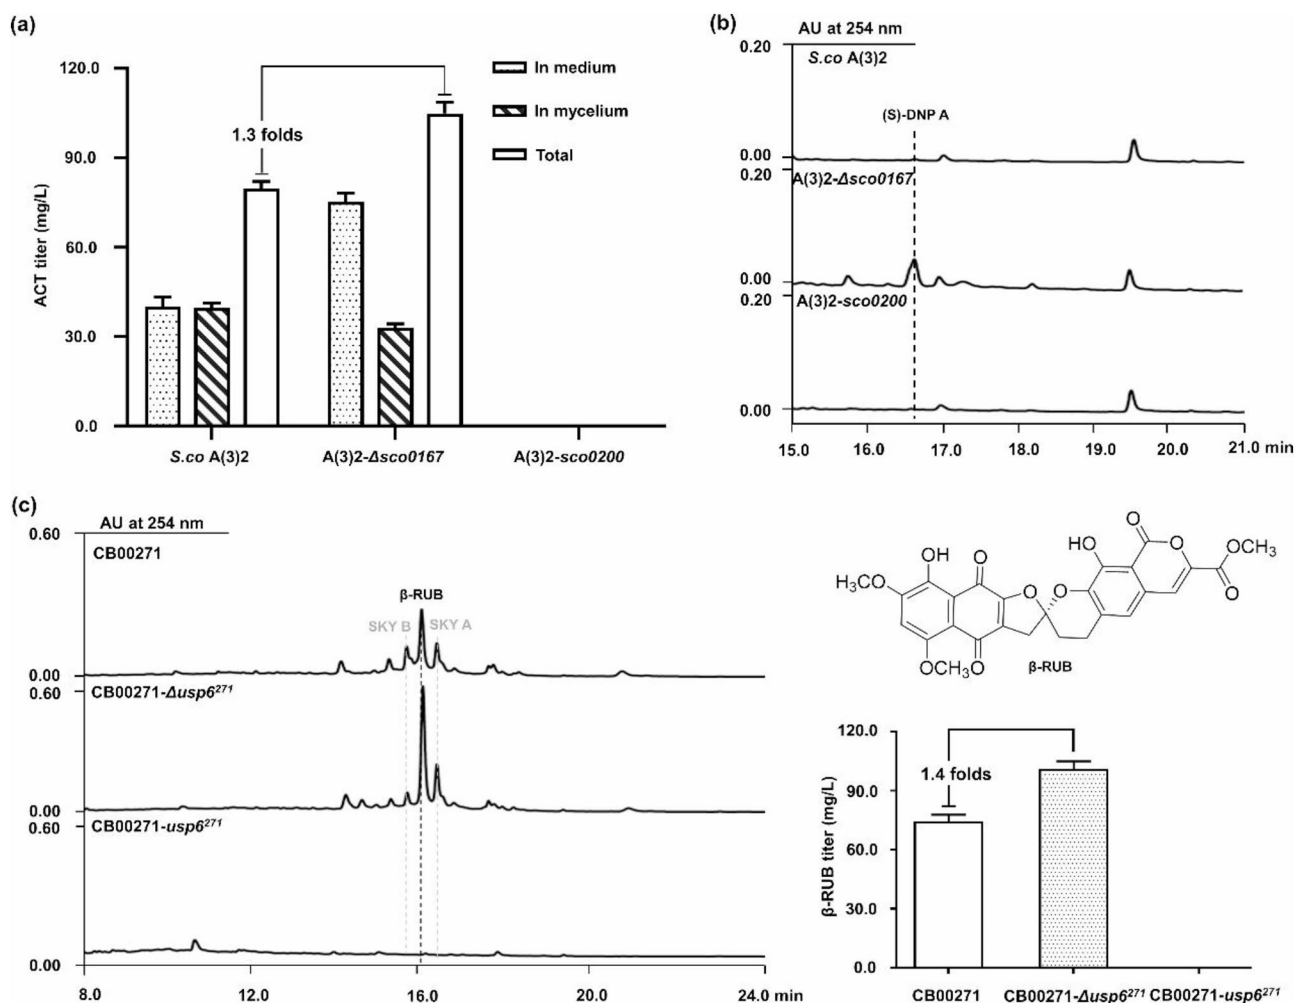 (a)
120.0
90.0
60.0
30.0
0.0
ACT titer (mg/L)
1.3 folds
In medium
In mycelium
Total
S.co A(3)2
A(3)2-Δsco0167
A(3)2-sco0200
(b)
AU at 254 nm
0.20
S.co A(3)2
(S)-DNP A
0.00
0.20
A(3)2-Δsco0167
0.00
0.20
A(3)2-sco0200
0.00
15.0 16.0 17.0 18.0 19.0 20.0 21.0 min
(c)
AU at 254 nm
0.60
CB00271
β-RUB
SKY B
SKY A
0.00
0.60
CB00271-Δusp6²⁷¹
0.00
0.60
CB00271-usp6²⁷¹
0.00
8.0 12.0 16.0 20.0 24.0 min
OH
O
H₃CO
O
OCH₃
O
O
O
OH
O
O
OCH₃
O
β-RUB
120.0
90.0
60.0
30.0
0.0
β-RUB titer (mg/L)
1.4 folds
CB00271 CB00271-Δusp6²⁷¹ CB00271-usp6²⁷¹